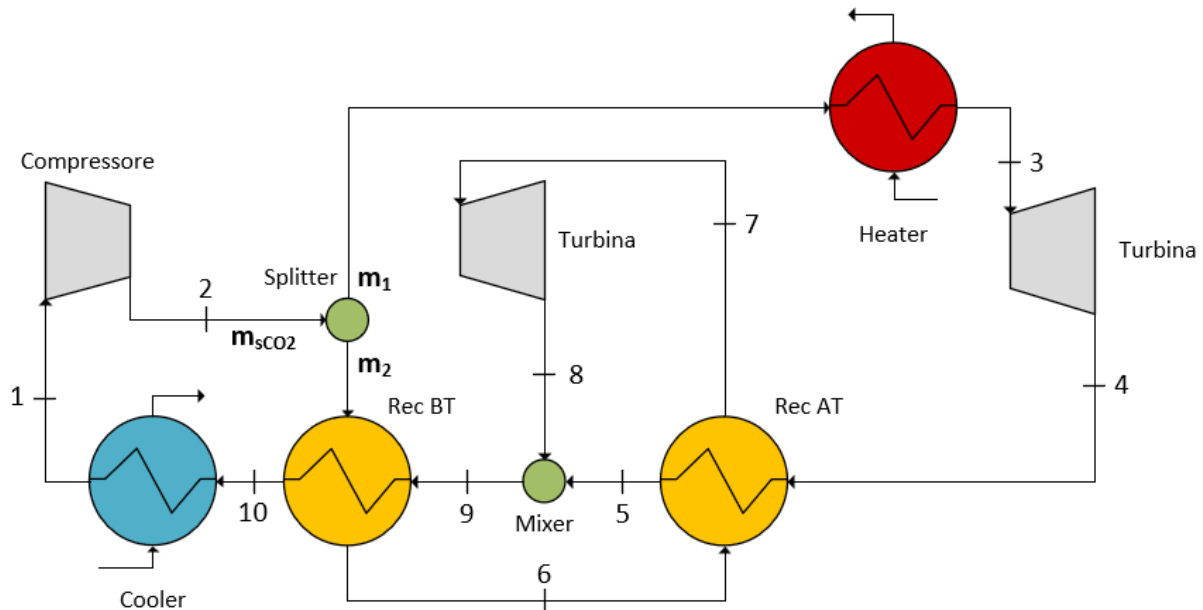 Compressore
Splitter
m₁
2
m_sCO2
m₂
1
Rec BT
Cooler
10
9
Mixer
6
Turbina
8
5
7
Rec AT
Heater
3
Turbina
4